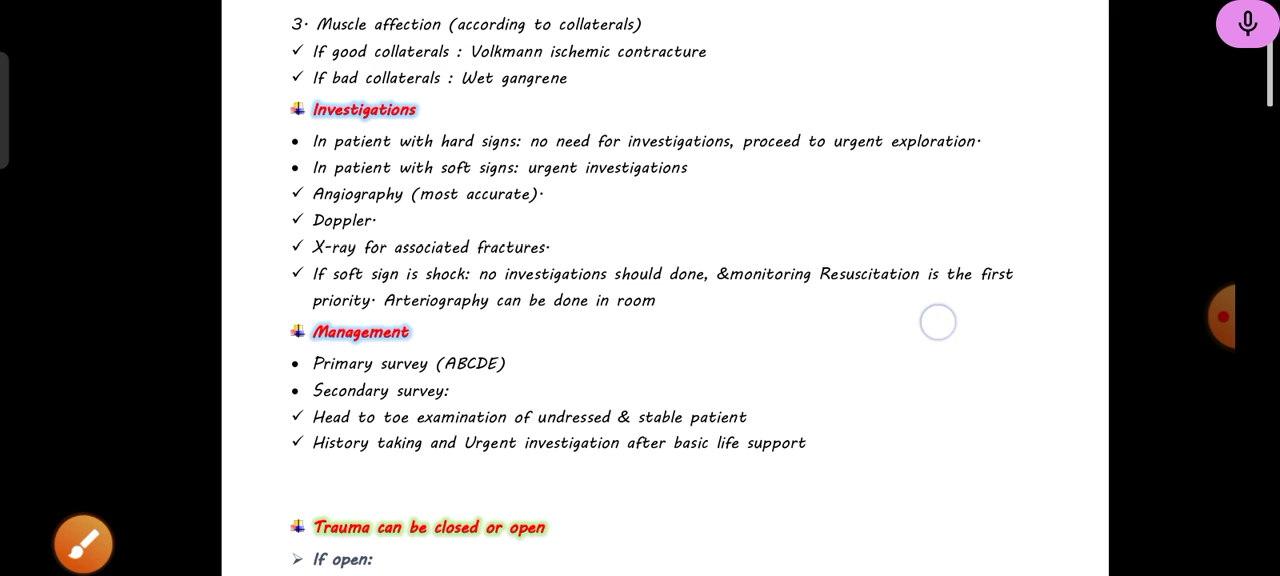 3. Muscle affection (according to collaterals)
✓ If good collaterals : Volkmann ischemic contracture
✓ If bad collaterals : Wet gangrene
Investigations
• In patient with hard signs: no need for investigations, proceed to urgent exploration.
• In patient with soft signs: urgent investigations
✓ Angiography (most accurate).
✓ Doppler.
✓ X-ray for associated fractures.
✓ If soft sign is shock: no investigations should done, &monitoring Resuscitation is the first
priority. Arteriography can be done in room
Management
• Primary survey (ABCDE)
• Secondary survey:
✓ Head to toe examination of undressed & stable patient
✓ History taking and Urgent investigation after basic life support
Trauma can be closed or open
➢ If open: